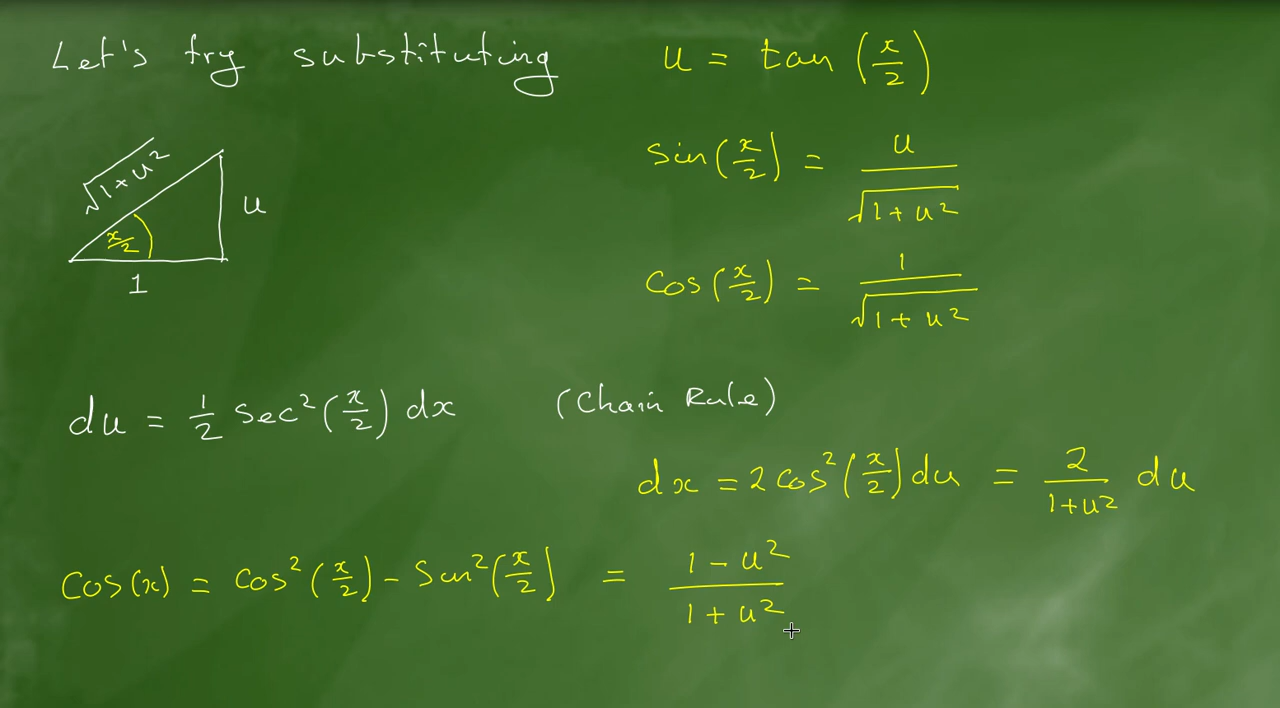 Let's try substituting u = tan(x/2)
sin(x/2) = u/√(1+u²)
√(1+u²)
u
x/2
1
cos(x/2) = 1/√(1+u²)
du = 1/2 sec²(x/2) dx (Chain Rule)
dx = 2cos²(x/2)du = 2/(1+u²) du
cos(x) = cos²(x/2) - sin²(x/2) = (1-u²)/(1+u²)